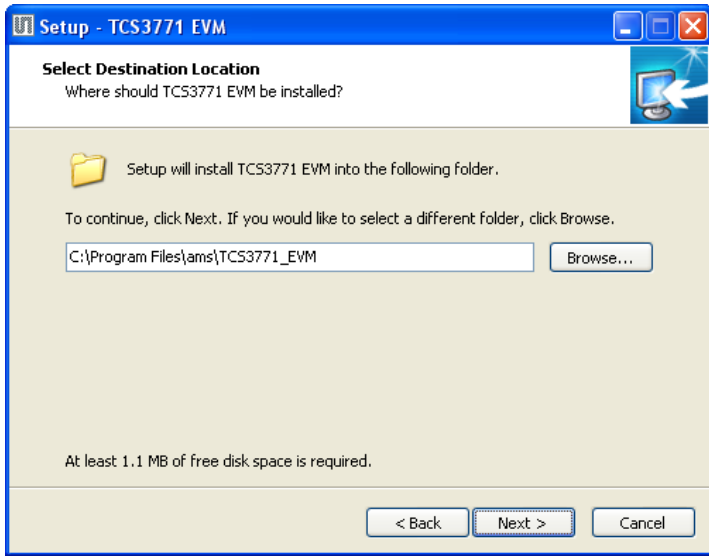 Setup - TCS3771 EVM
Select Destination Location
Where should TCS3771 EVM be installed?
Setup will install TCS3771 EVM into the following folder.
To continue, click Next. If you would like to select a different folder, click Browse.
C:\Program Files\ams\TCS3771_EVM
Browse...
At least 1.1 MB of free disk space is required.
< Back
Next >
Cancel